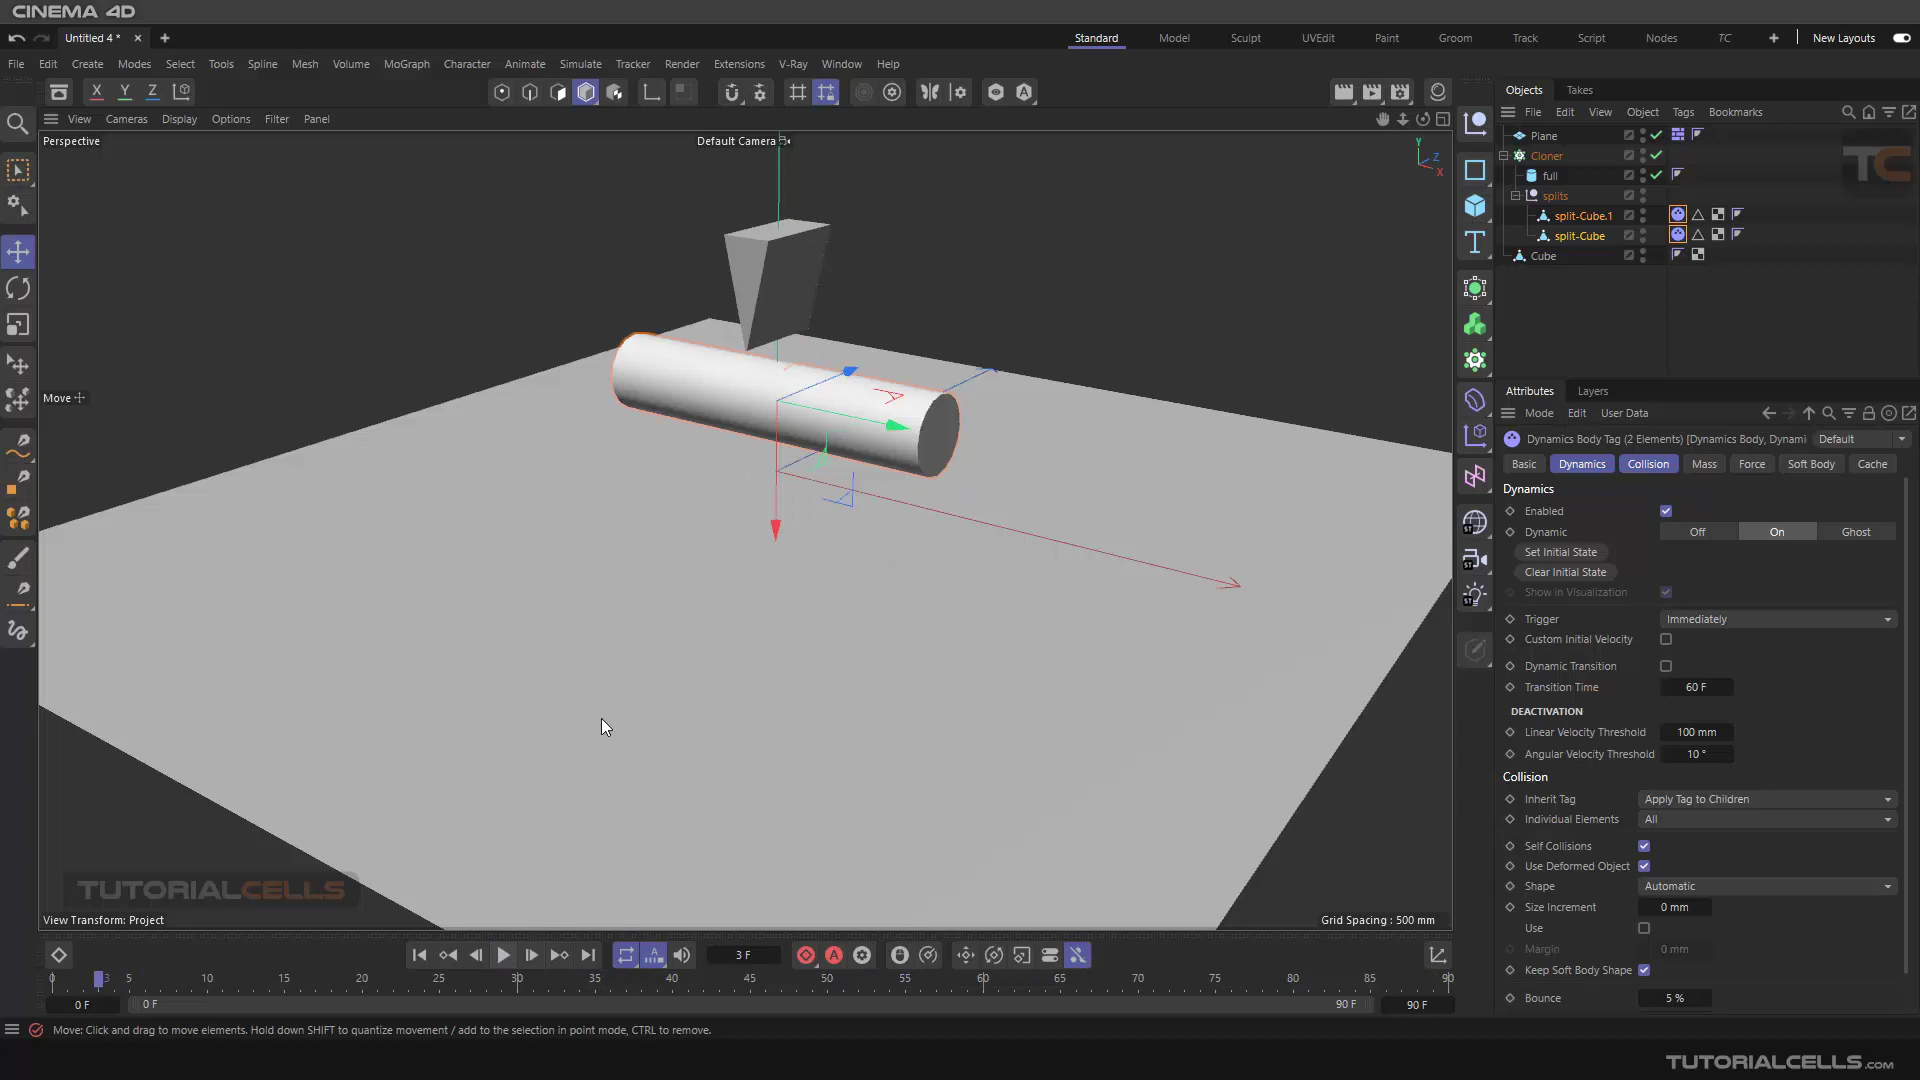 CINEMA 4D
Untitled 4 *
Standard
Model
Sculpt
UVEdit
Paint
Groom
Track
Script
Nodes
TC
New Layouts
File Edit Create Modes Select Tools Spline Mesh Volume MoGraph Character Animate Simulate Tracker Render Extensions V-Ray Window Help
X Y Z
View Cameras Display Options Filter Panel
Perspective
Default Camera
Y
Z
X
Move
View Transform: Project
Grid Spacing : 500 mm
TUTORIALCELLS
Objects Takes
File Edit View Object Tags Bookmarks
Plane
Cloner
full
spiits
split-Cube.1
split-Cube
Cube
TC
Attributes Layers
Mode Edit User Data
Dynamics Body Tag (2 Elements) [Dynamics Body, Dynami
Default
Basic Dynamics Collision Mass Force Soft Body Cache
Dynamics
Enabled
Dynamic Off On Ghost
Set Initial State
Clear Initial State
Show in Visualization
Trigger Immediately
Custom Initial Velocity
Dynamic Transition
Transition Time 60 F
DEACTIVATION
Linear Velocity Threshold 100 mm
Angular Velocity Threshold 10 °
Collision
Inherit Tag Apply Tag to Children
Individual Elements All
Self Collisions
Use Deformed Object
Shape Automatic
Size Increment 0 mm
Use
Margin 0 mm
Keep Soft Body Shape
Bounce 5 %
3 F
0 3 5 10 15 20 25 30 35 40 45 50 55 60 65 70 75 80 85 90
0 F 0 F 90 F 90 F
Move: Click and drag to move elements. Hold down SHIFT to quantize movement / add to the selection in point mode, CTRL to remove.
TUTORIALCELLS.COM